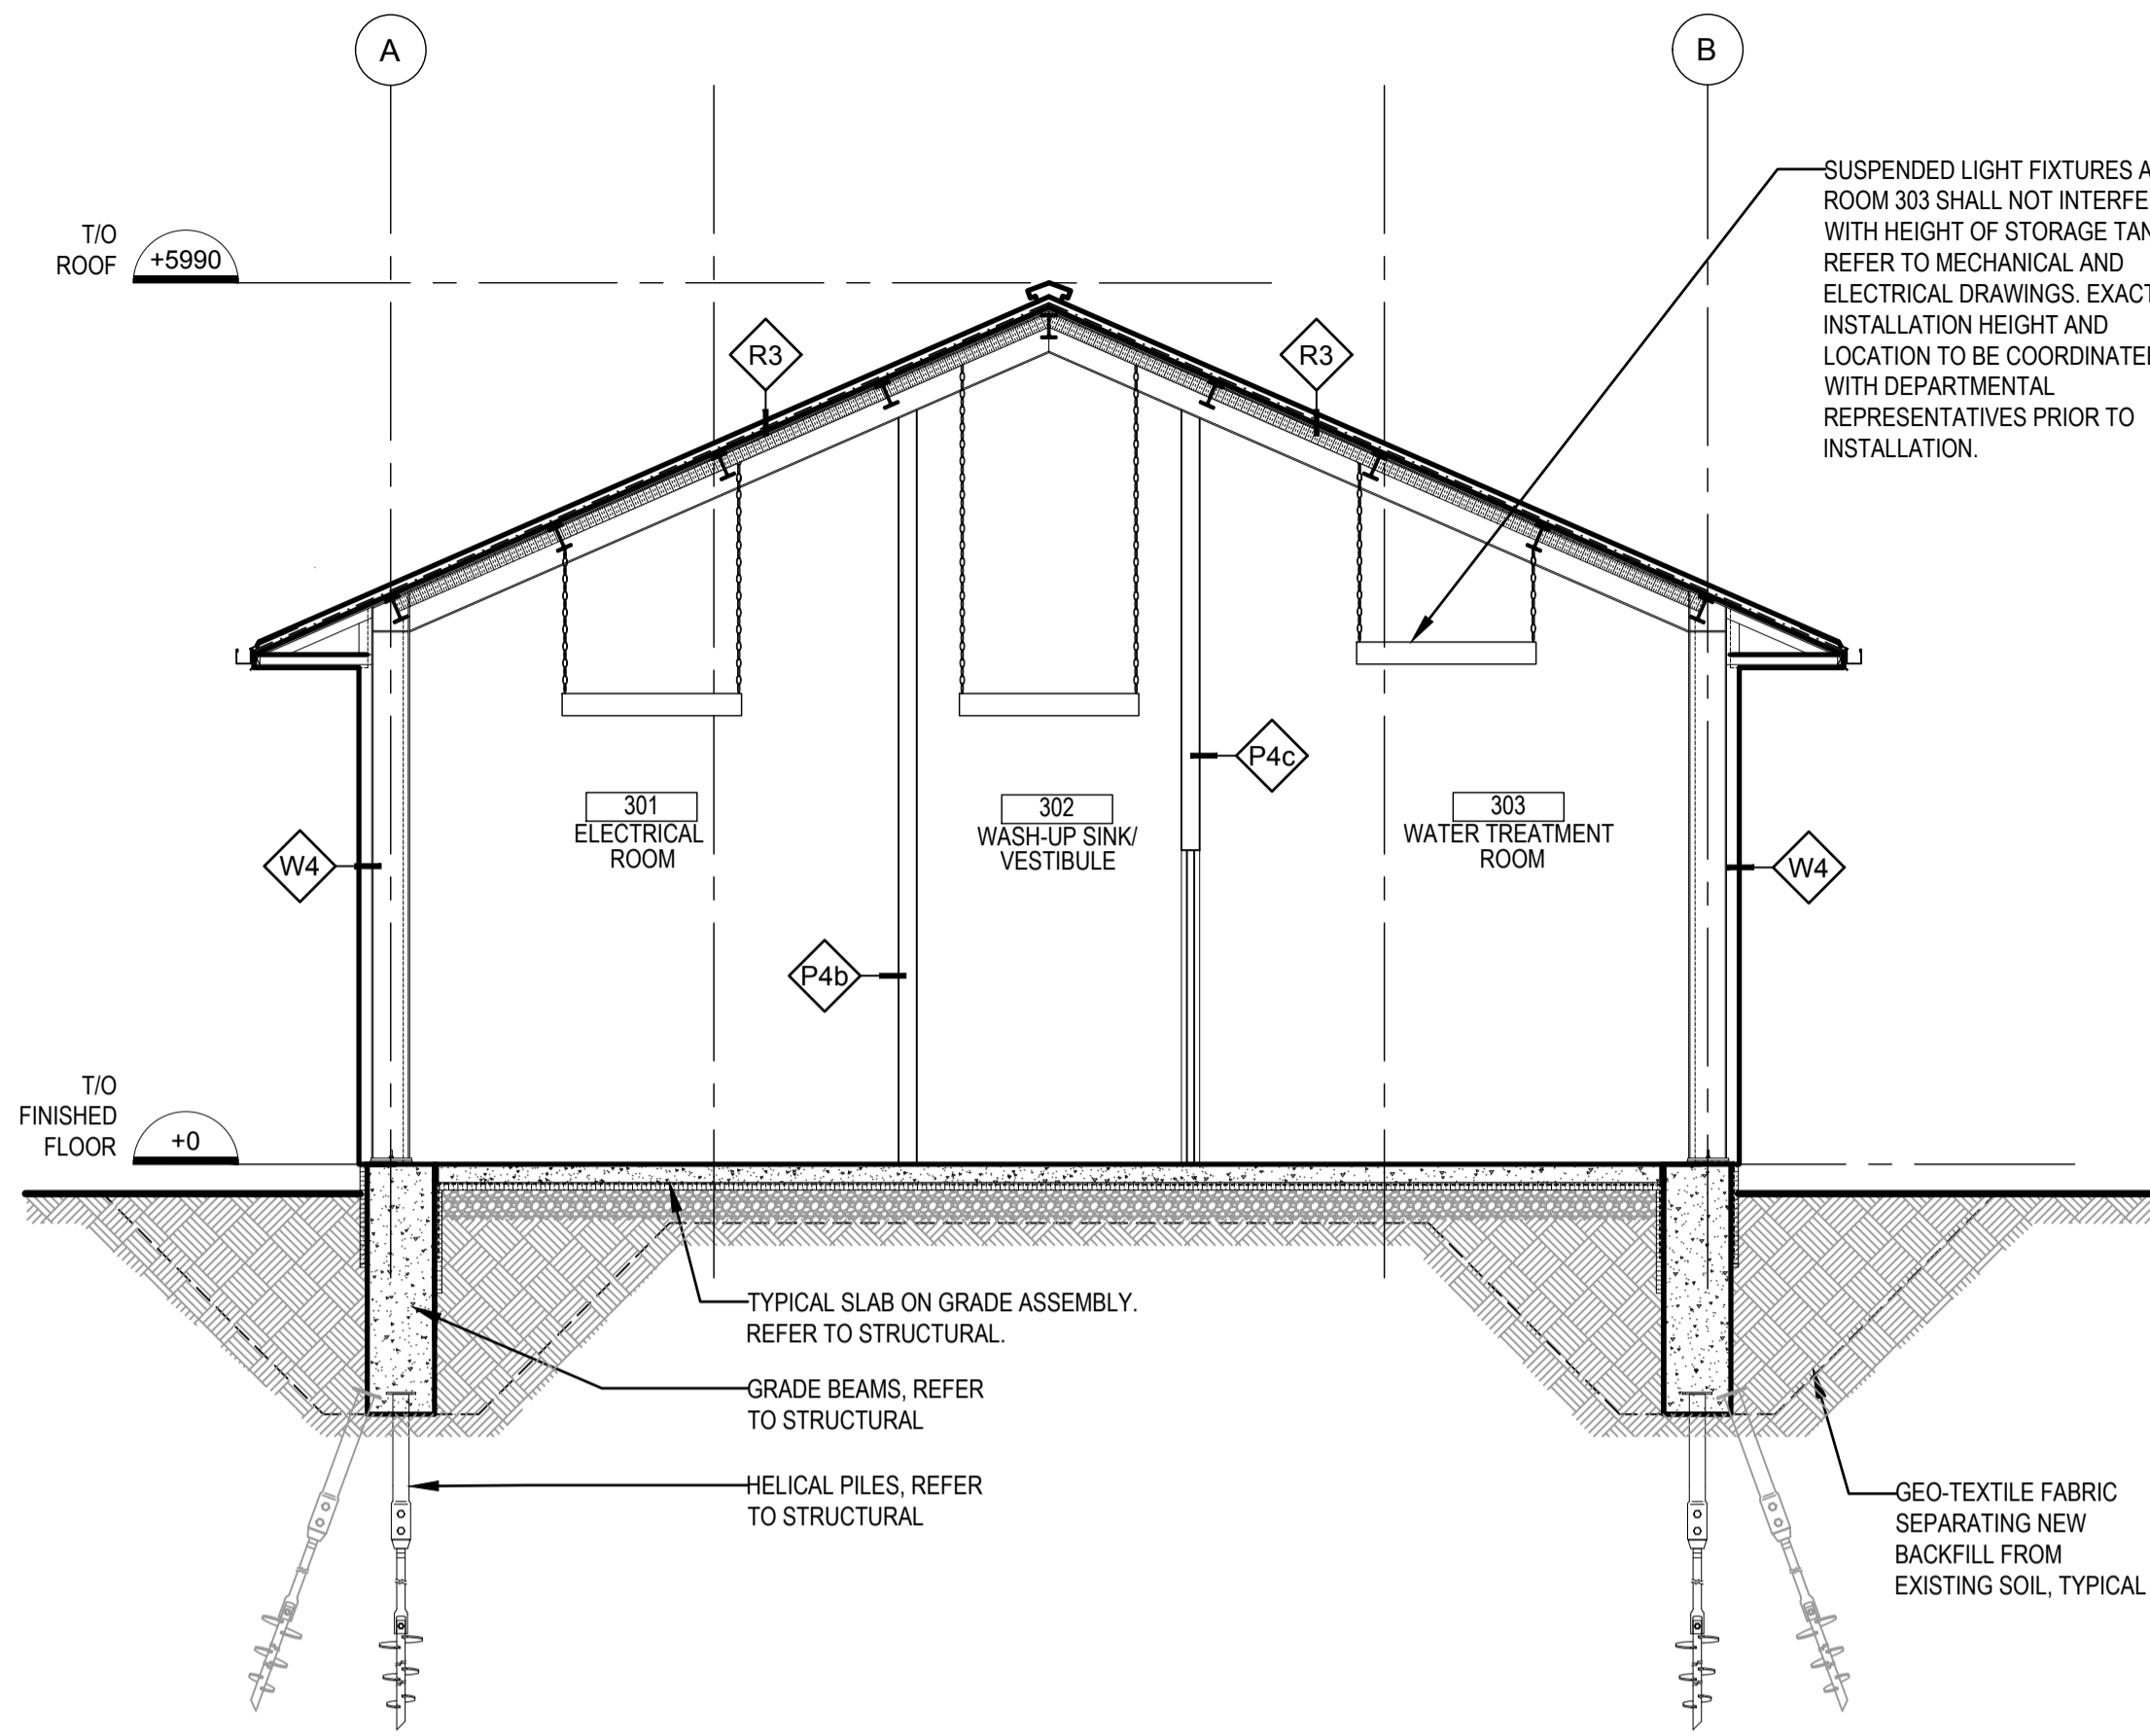 A
B
T/O
ROOF
+5990
SUSPENDED LIGHT FIXTURES
ROOM 303 SHALL NOT
WITH HEIGHT OF STORAGE
REFER TO MECHANICAL AND
ELECTRICAL DRAWINGS. EXACT
INSTALLATION HEIGHT AND
LOCATION TO BE
WITH DEPARTMENTAL
REPRESENTATIVES PRIOR TO
INSTALLATION.
R3
R3
P4c
301
ELECTRICAL
ROOM
302
WASH-UP SINK/
VESTIBULE
303
WATER TREATMENT
ROOM
W4
W4
P4b
T/O
FINISHED
FLOOR
+0
TYPICAL SLAB ON GRADE ASSEMBLY.
REFER TO STRUCTURAL.
GRADE BEAMS, REFER
TO STRUCTURAL
HELICAL PILES, REFER
TO STRUCTURAL
GEO-TEXTILE FABRIC
SEPARATING NEW
BACKFILL FROM
EXISTING SOIL, TYPICAL